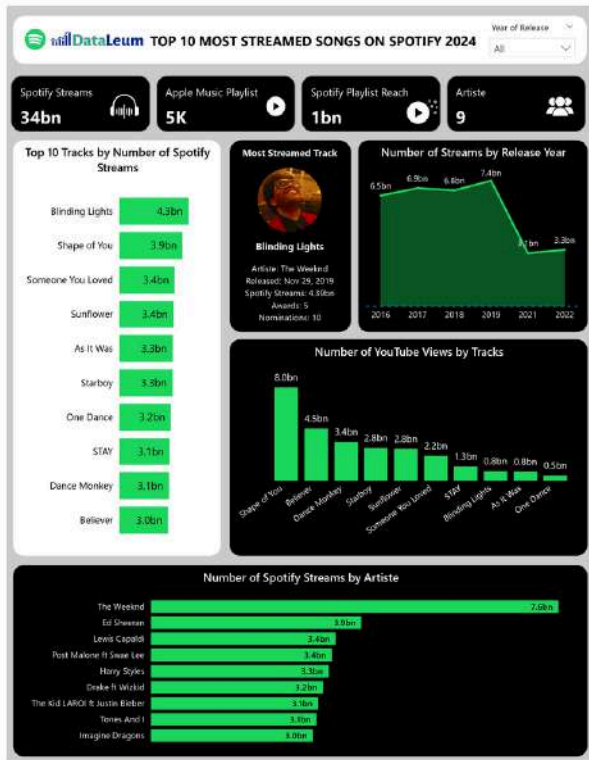 DataLeum TOP 10 MOST STREAMED SONGS ON SPOTIFY 2024
Year of Release
All
Spotify Streams
34bn
Apple Music Playlist
5K
Spotify Playlist Reach
1bn
Artiste
9
Top 10 Tracks by Number of Spotify
Streams
Blinding Lights 4.3bn
Shape of You 3.9bn
Someone You Loved 3.4bn
Sunflower 3.4bn
As It Was 3.3bn
Starboy 3.3bn
One Dance 3.2bn
STAY 3.1bn
Dance Monkey 3.1bn
Believer 3.0bn
Most Streamed Track
Blinding Lights
Artiste: The Weeknd
Released: Nov 29, 2019
Spotify Streams:
Awards: 5
Nominations: 10
Number of Streams by Release Year
6.5bn 6.9bn 6.8bn 7.4bn 3.1bn 3.3bn
2016 2017 2018 2019 2021 2022
Number of YouTube Views by Tracks
8.0bn 4.5bn 3.4bn 2.8bn 2.8bn 2.2bn 1.3bn 0.8bn 0.8bn 0.5bn
Shape of You
Believer
Dance Monkey
Starboy
Sunflower
Someone You Loved
STAY
Blinding Lights
As It Was
One Dance
Number of Spotify Streams by Artiste
The Weeknd 7.6bn
Ed Sheeran 3.9bn
Lewis Capaldi 3.4bn
Post Malone ft Swae Lee 3.4bn
Harry Styles 3.3bn
Drake ft Wizkid 3.2bn
The Kid LAROI ft Justin Bieber 3.1bn
Tones And I 3.1bn
Imagine Dragons 3.0bn